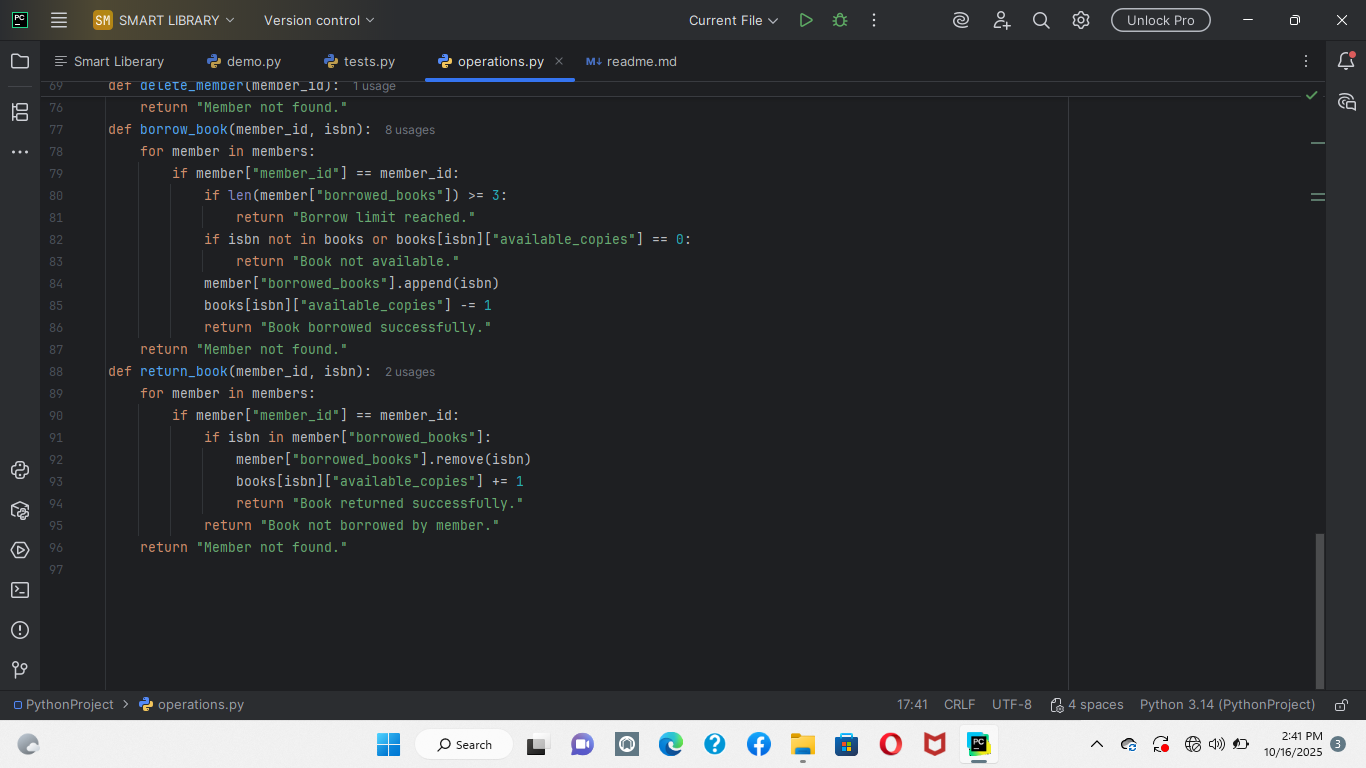 PC SM SMART LIBRARY Version control Current File Unlock Pro
Smart Liberary demo.py tests.py operations.py readme.md
69 def delete_member(member_id): 1 usage
76 return "Member not found."
77 def borrow_book(member_id, isbn): 8 usages
78 for member in members:
79 if member["member_id"] == member_id:
80 if len(member["borrowed_books"]) >= 3:
81 return "Borrow limit reached."
82 if isbn not in books or books[isbn]["available_copies"] == 0:
83 return "Book not available."
84 member["borrowed_books"].append(isbn)
85 books[isbn]["available_copies"] -= 1
86 return "Book borrowed successfully."
87 return "Member not found."
88 def return_book(member_id, isbn): 2 usages
89 for member in members:
90 if member["member_id"] == member_id:
91 if isbn in member["borrowed_books"]:
92 member["borrowed_books"].remove(isbn)
93 books[isbn]["available_copies"] += 1
94 return "Book returned successfully."
95 return "Book not borrowed by member."
96 return "Member not found."
97
PythonProject > operations.py 17:41 CRLF UTF-8 4 spaces Python 3.14 (PythonProject)
Search PC 2:41 PM
10/16/2025 3